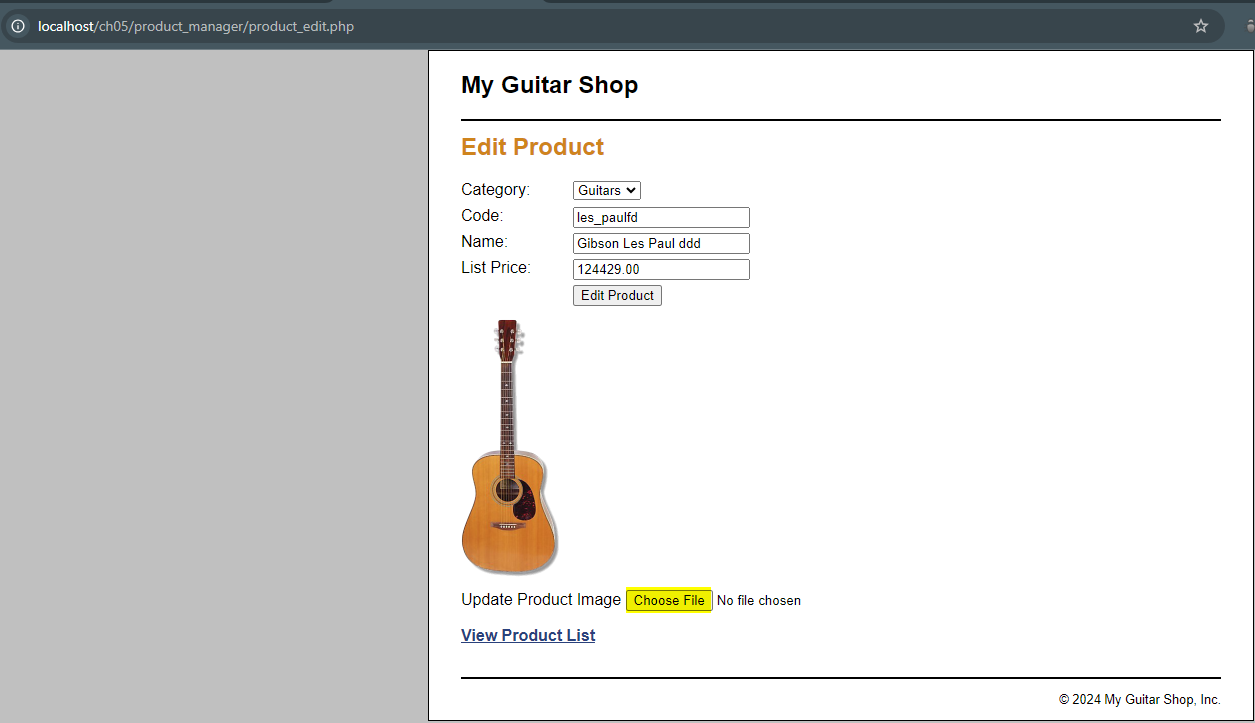 localhost/ch05/product_manager/product_edit.php
My Guitar Shop
Edit Product
Category: Guitars
Code: les_paulfd
Name: Gibson Les Paul ddd
List Price: 124429.00
Edit Product
Update Product Image Choose File No file chosen
View Product List
© 2024 My Guitar Shop, Inc.